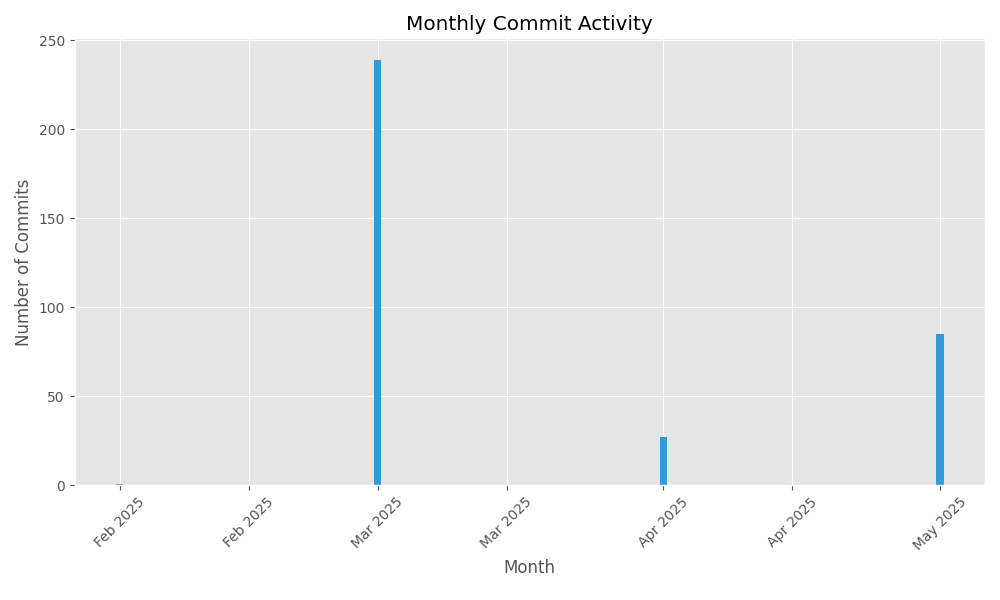 Monthly Commit Activity
Number of Commits
250
200
150
100
50
0
Feb 2025
Feb 2025
Mar 2025
Mar 2025
Apr 2025
Apr 2025
May 2025
Month